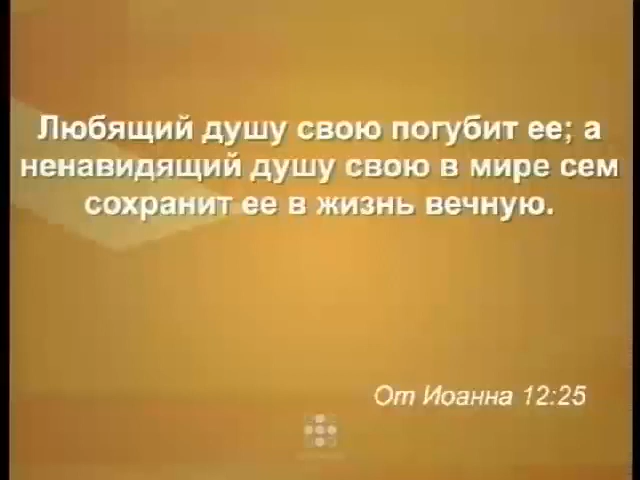 Любящий душу свою погубит ее; а
ненавидящий душу свою в мире сем
сохранит ее в жизнь вечную.
От Иоанна 12:25